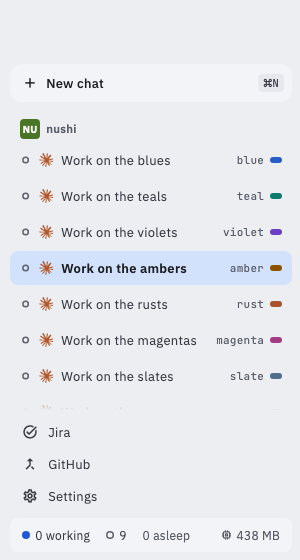 + New chat ⌘N
NU nushi
Work on the blues blue
Work on the teals teal
Work on the violets violet
Work on the ambers amber
Work on the rusts rust
Work on the magentas magenta
Work on the slates slate
Jira
GitHub
Settings
0 working 9 0 asleep 438 MB